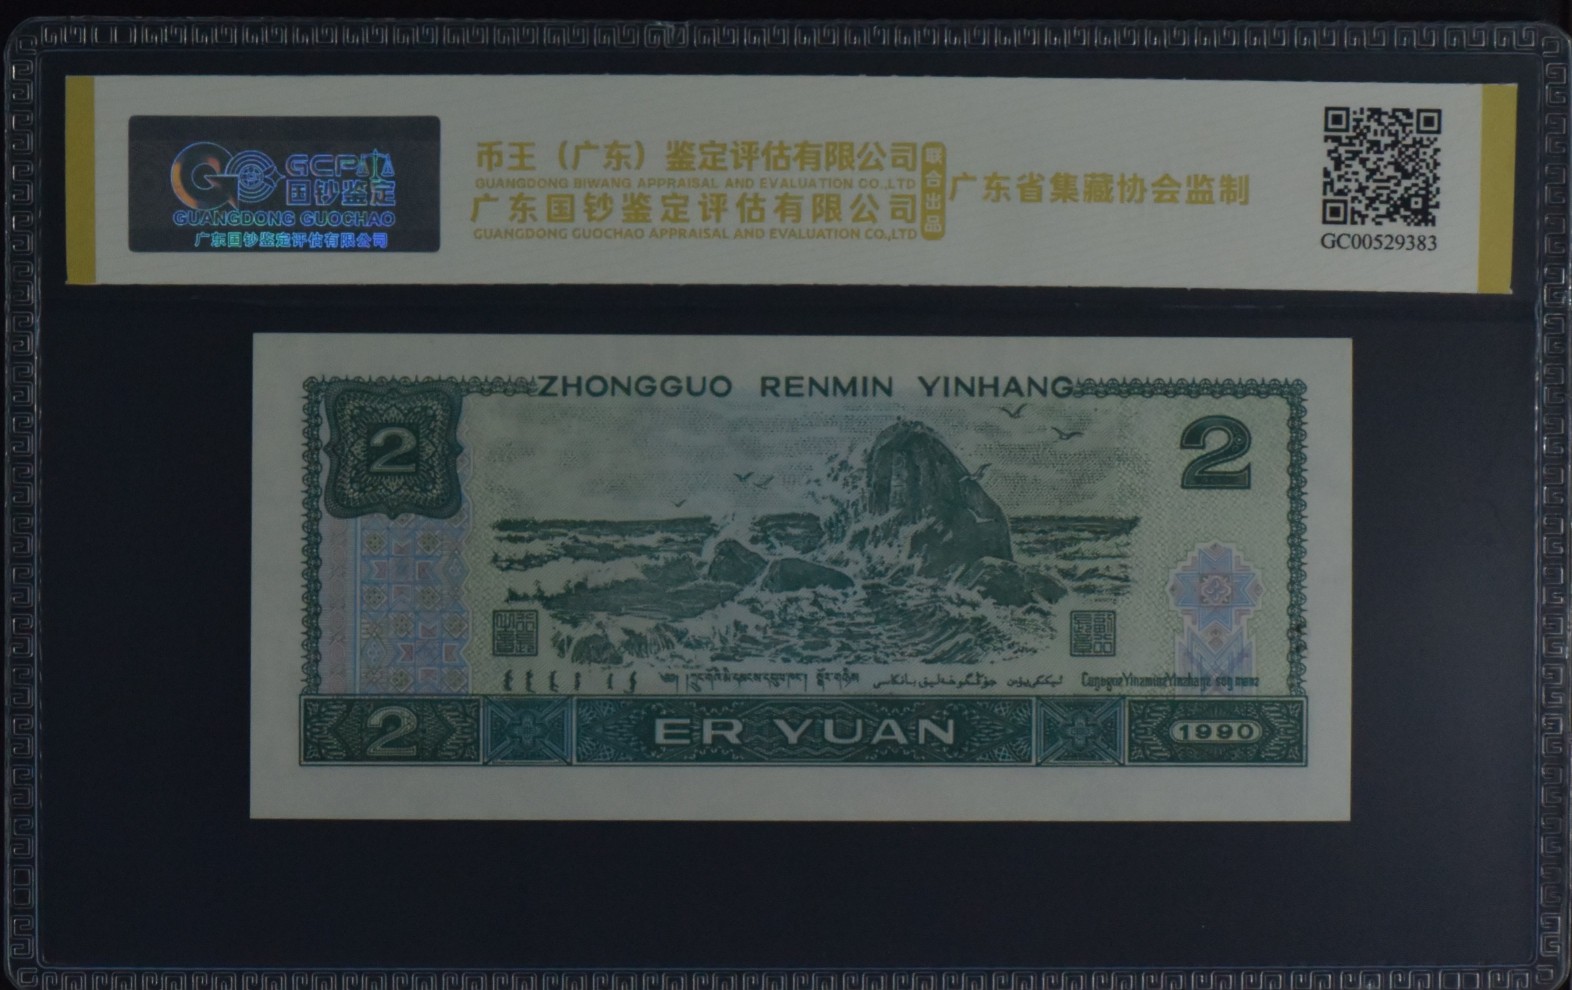 GCPA
国钞鉴定
GUANGDONG GUOCHAO
广东国钞鉴定评估有限公司
币王（广东）鉴定评估有限公司
GUANGDONG BIWANG APPRAISAL AND EVALUATION CO.,LTD
广东国钞鉴定评估有限公司
GUANGDONG GUOCHAO APPRAISAL AND EVALUATION CO.,LTD
联合出品
广东省集藏协会监制
GC00529383
ZHONGGUO RENMIN YINHANG
2
2
2
ER YUAN
1990